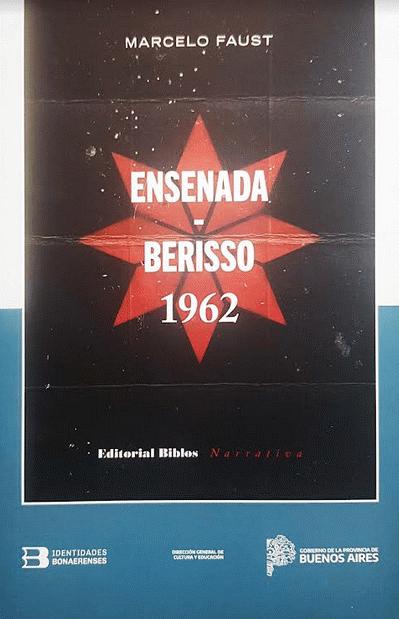 MARCELO FAUST
ENSENADA
-
BERISSO
1962
Editorial Biblos Narrativa
IDENTIDADES
BONAERENSES
DIRECCIÓN GENERAL DE
CULTURA Y EDUCACIÓN
GOBIERNO DE LA PROVINCIA DE
BUENOS AIRES